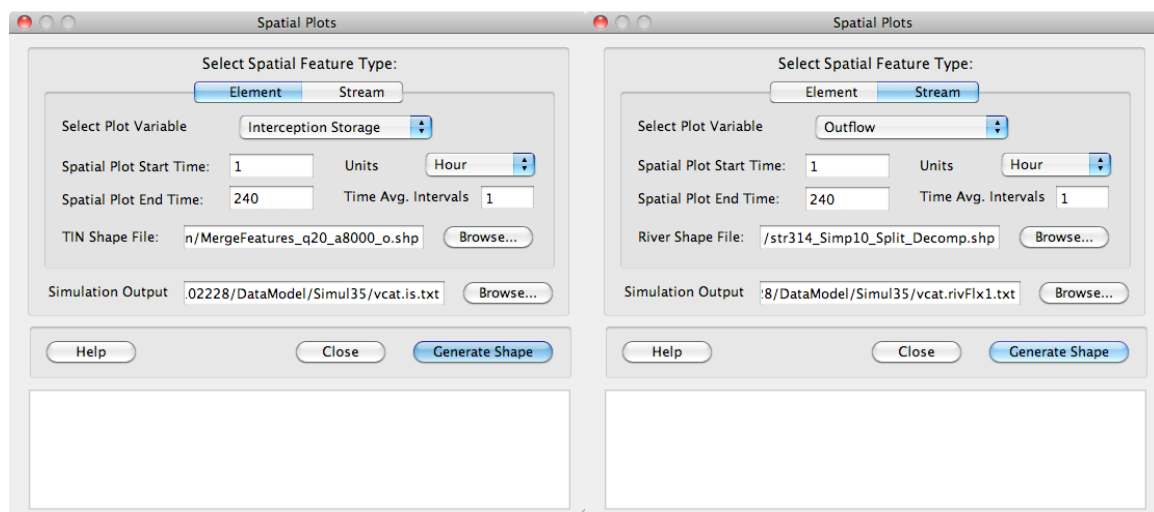 Spatial Plots
Select Spatial Feature Type:
Element Stream
Select Plot Variable Interception Storage
Spatial Plot Start Time: 1 Units Hour
Spatial Plot End Time: 240 Time Avg. Intervals 1
TIN Shape File: n/MergeFeatures_q20_a8000_o.shp Browse...
Simulation Output .02228/DataModel/Simul35/vcat.is.txt Browse...
Help Close Generate Shape
Spatial Plots
Select Spatial Feature Type:
Element Stream
Select Plot Variable Outflow
Spatial Plot Start Time: 1 Units Hour
Spatial Plot End Time: 240 Time Avg. Intervals 1
River Shape File: /str314_Simp10_Split_Decomp.shp Browse...
Simulation Output 8/DataModel/Simul35/vcat.rivFlx1.txt Browse...
Help Close Generate Shape